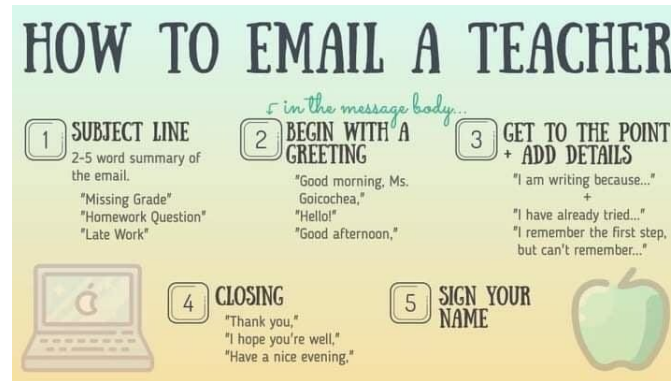 HOW TO EMAIL A TEACHER
in the message body...
1
SUBJECT LINE
2-5 word summary of
the email.
"Missing Grade"
"Homework Question"
"Late Work"
2
BEGIN WITH A
GREETING
"Good morning, Ms.
Goicochea,"
"Hello!"
"Good afternoon,"
3
GET TO THE POINT
+ ADD DETAILS
"I am writing because..."
+
"I have already tried..."
"I remember the first step,
but can't remember..."
4
CLOSING
"Thank you,"
"I hope you're well,"
"Have a nice evening,"
5
SIGN YOUR
NAME